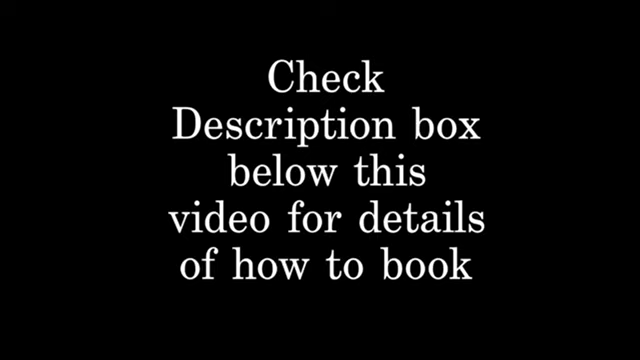 Check
Description box
below this
video for details
of how to book